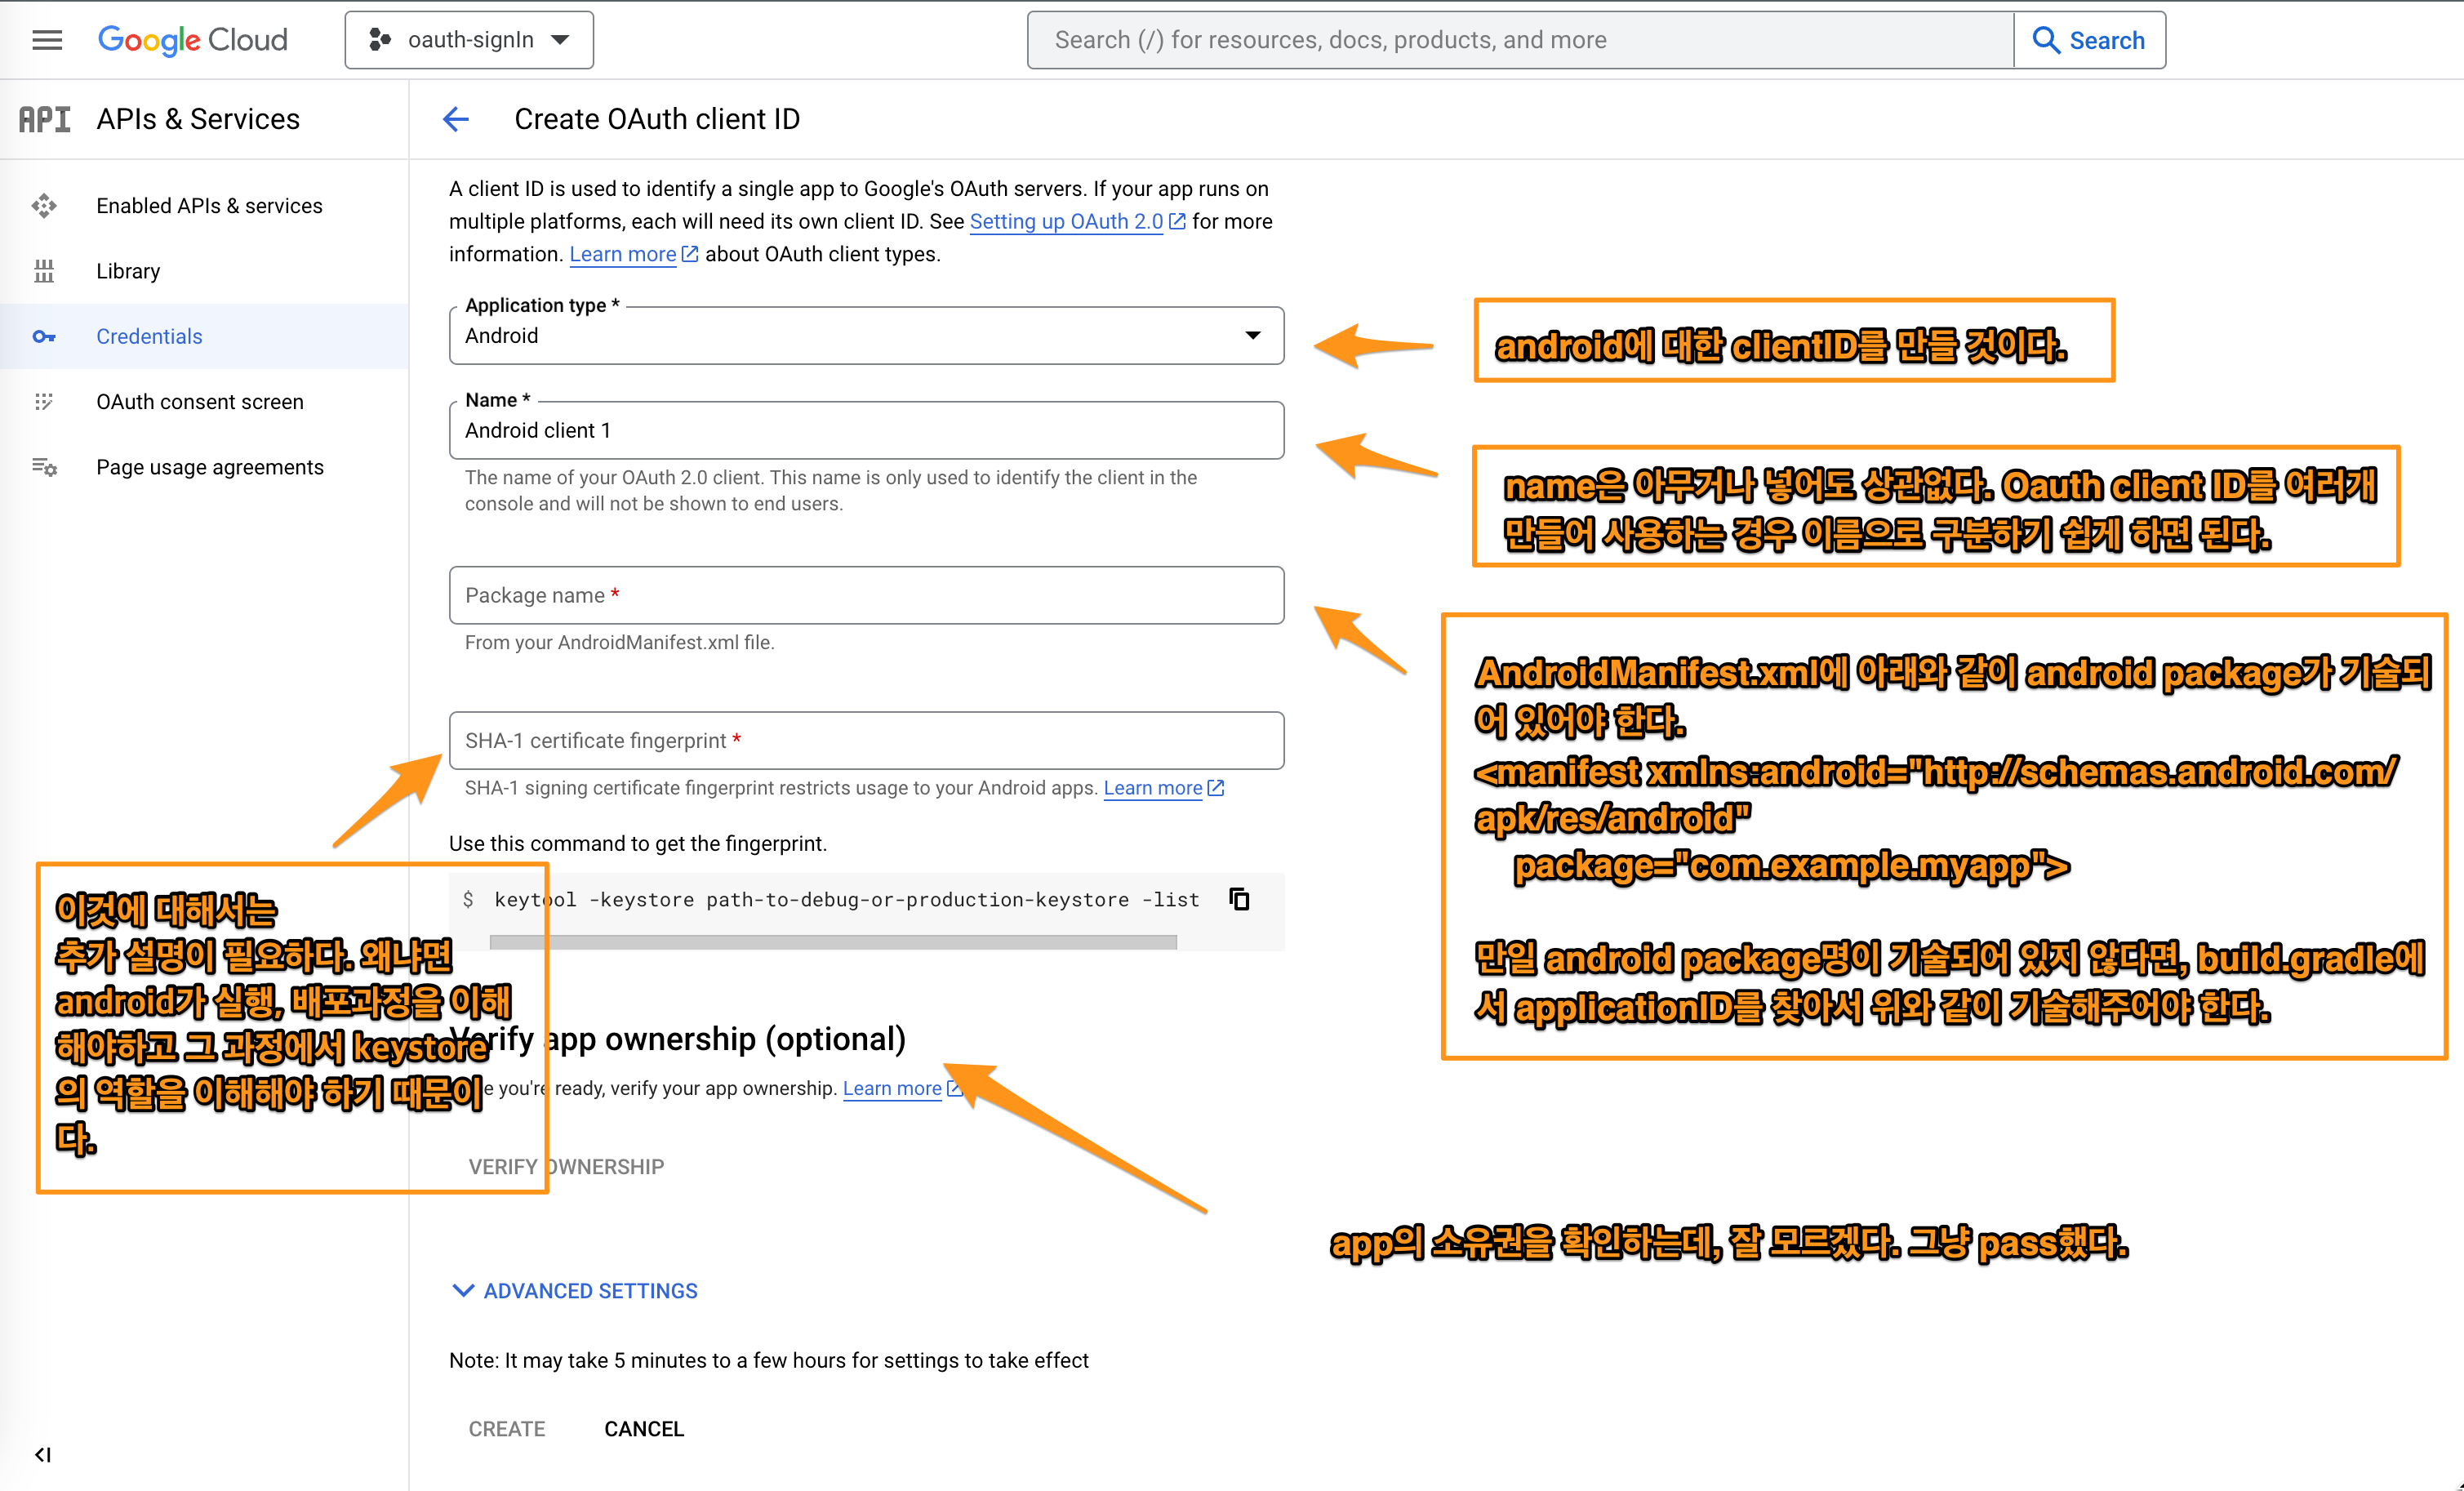 Google Cloud
oauth-signIn
Search (/) for resources, docs, products, and more
Search
API
APIs & Services
Create OAuth client ID
Enabled APIs & services
Library
Credentials
OAuth consent screen
Page usage agreements
A client ID is used to identify a single app to Google's OAuth servers. If your app runs on
multiple platforms, each will need its own client ID. See Setting up OAuth 2.0 for more
information. Learn more about OAuth client types.
Application type *
Android
android에 대한 clientID를 만들 것이다.
Name *
Android client 1
The name of your OAuth 2.0 client. This name is only used to identify the client in the
console and will not be shown to end users.
name은 아무거나 넣어도 상관없다. Oauth client ID를 여러개
만들어 사용하는 경우 이름으로 구분하기 쉽게 하면 된다.
Package name *
From your AndroidManifest.xml file.
AndroidManifest.xml에 아래와 같이 android package가 기술되
어 있어야 한다.
<manifest xmlns:android="http://schemas.android.com/
apk/res/android"
package="com.example.myapp">
만일 android package명이 기술되어 있지 않다면, build.gradle에
서 applicationID를 찾아서 위와 같이 기술해주어야 한다.
SHA-1 certificate fingerprint *
SHA-1 signing certificate fingerprint restricts usage to your Android apps. Learn more
Use this command to get the fingerprint.
$ keytool -keystore path-to-debug-or-production-keystore -list
이것에 대해서는
추가 설명이 필요하다. 왜냐면
android가 실행, 배포과정을 이해
해야하고 그 과정에서 keystore
의 역할을 이해해야 하기 때문이
다.
Verify app ownership (optional)
you're ready, verify your app ownership. Learn more
VERIFY OWNERSHIP
app의 소유권을 확인하는데, 잘 모르겠다. 그냥 pass했다.
ADVANCED SETTINGS
Note: It may take 5 minutes to a few hours for settings to take effect
CREATE
CANCEL